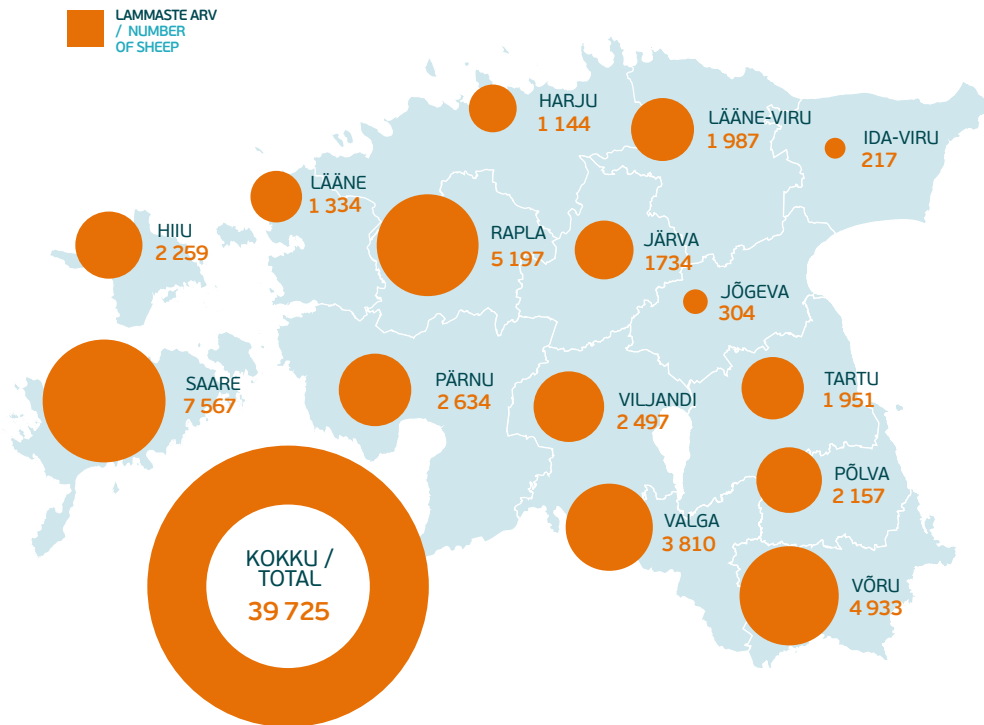 LAMMASTE ARV
/ NUMBER
OF SHEEP
HARJU
1 144
LÄÄNE-VIRU
1 987
IDA-VIRU
217
LÄÄNE
1 334
HIIU
2 259
RAPLA
5 197
JÄRVA
1734
JÕGEVA
304
SAARE
7 567
PÄRNU
2 634
VILJANDI
2 497
TARTU
1 951
PÕLVA
2 157
VALGA
3 810
VÕRU
4 933
KOKKU /
TOTAL
39 725